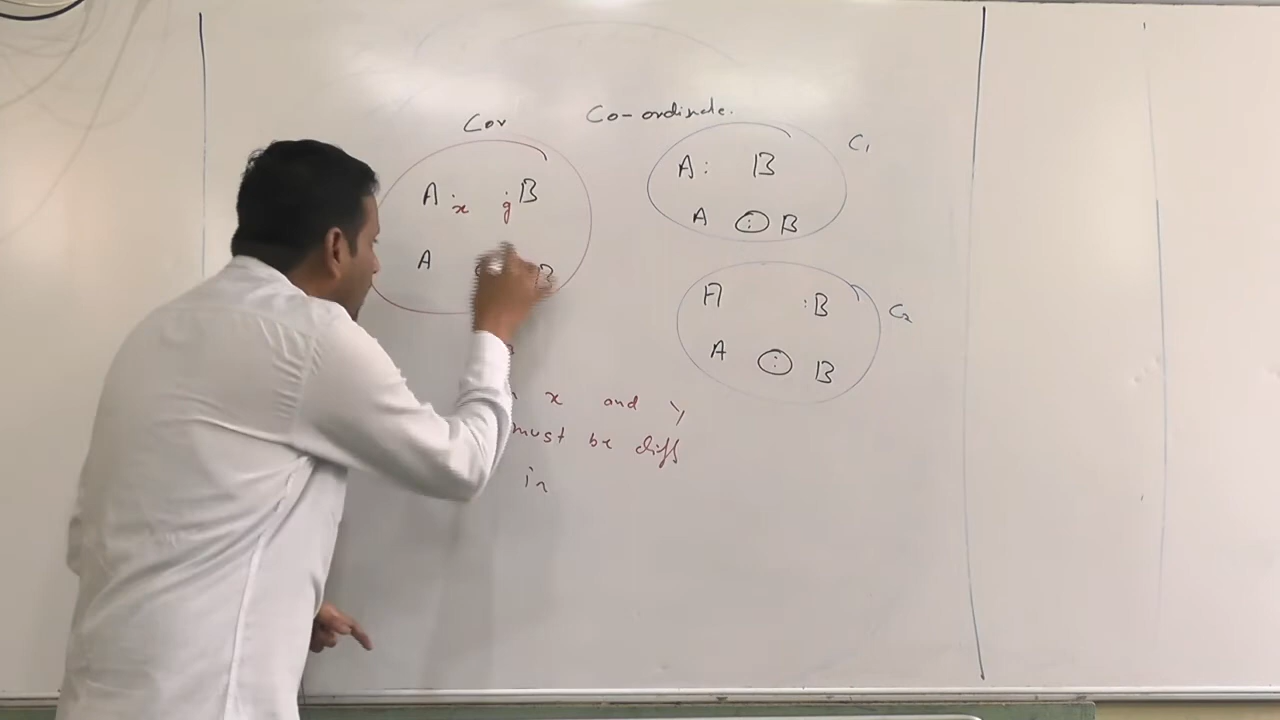 Cov
Co-ordinate.
A · · B
x y
A B
A : B
A : B
C1
A : B
A : B
C2
x and y
must be diff
in